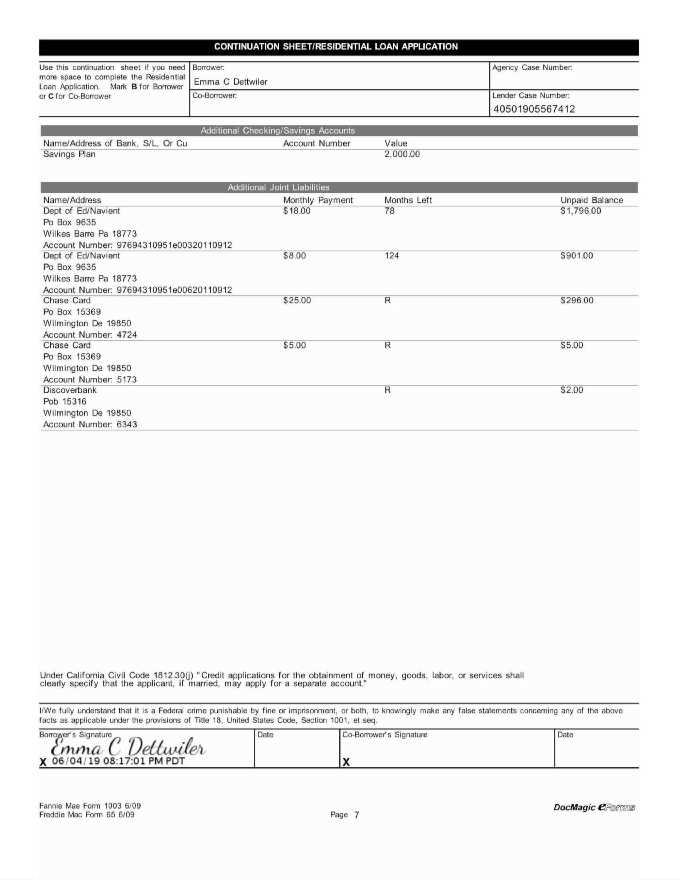 CONTINUATION SHEET/RESIDENTIAL LOAN APPLICATION
Use this continuation sheet if you need
more space to complete the Residential
Loan Application. Mark B for Borrower
or C for Co-Borrower
Borrower:
Emma C Dettwiler
Co-Borrower:
Agency Case Number:
Lender Case Number:
40501905567412
Additional Checking/Savings Accounts
Name/Address of Bank, S/L, Or Cu Account Number Value
Savings Plan 2,000.00
Additional Joint Liabilities
Name/Address Monthly Payment Months Left Unpaid Balance
Dept of Ed/Navient $18.00 78 $1,796.00
Po Box 9635
Wilkes Barre Pa 18773
Account Number: 97694310951e00320110912
Dept of Ed/Navient $8.00 124 $901.00
Po Box 9635
Wilkes Barre Pa 18773
Account Number: 97694310951e00620110912
Chase Card $25.00 R $296.00
Po Box 15369
Wilmington De 19850
Account Number: 4724
Chase Card $5.00 R $5.00
Po Box 15369
Wilmington De 19850
Account Number: 5173
Discoverbank R $2.00
Pob 15316
Wilmington De 19850
Account Number: 6343
Under California Civil Code 1812.30(j) "Credit applications for the obtainment of money, goods, labor, or services shall
clearly specify that the applicant, if married, may apply for a separate account."
I/We fully understand that it is a Federal crime punishable by fine or imprisonment, or both, to knowingly make any false statements concerning any of the above
facts as applicable under the provisions of Title 18, United States Code, Section 1001, et seq.
Borrower's Signature Date Co-Borrower's Signature Date
Emma C Dettwiler
X 06/04/19 08:17:01 PM PDT X
Fannie Mae Form 1003 6/09
Freddie Mac Form 65 6/09
Page 7
DocMagic eForms